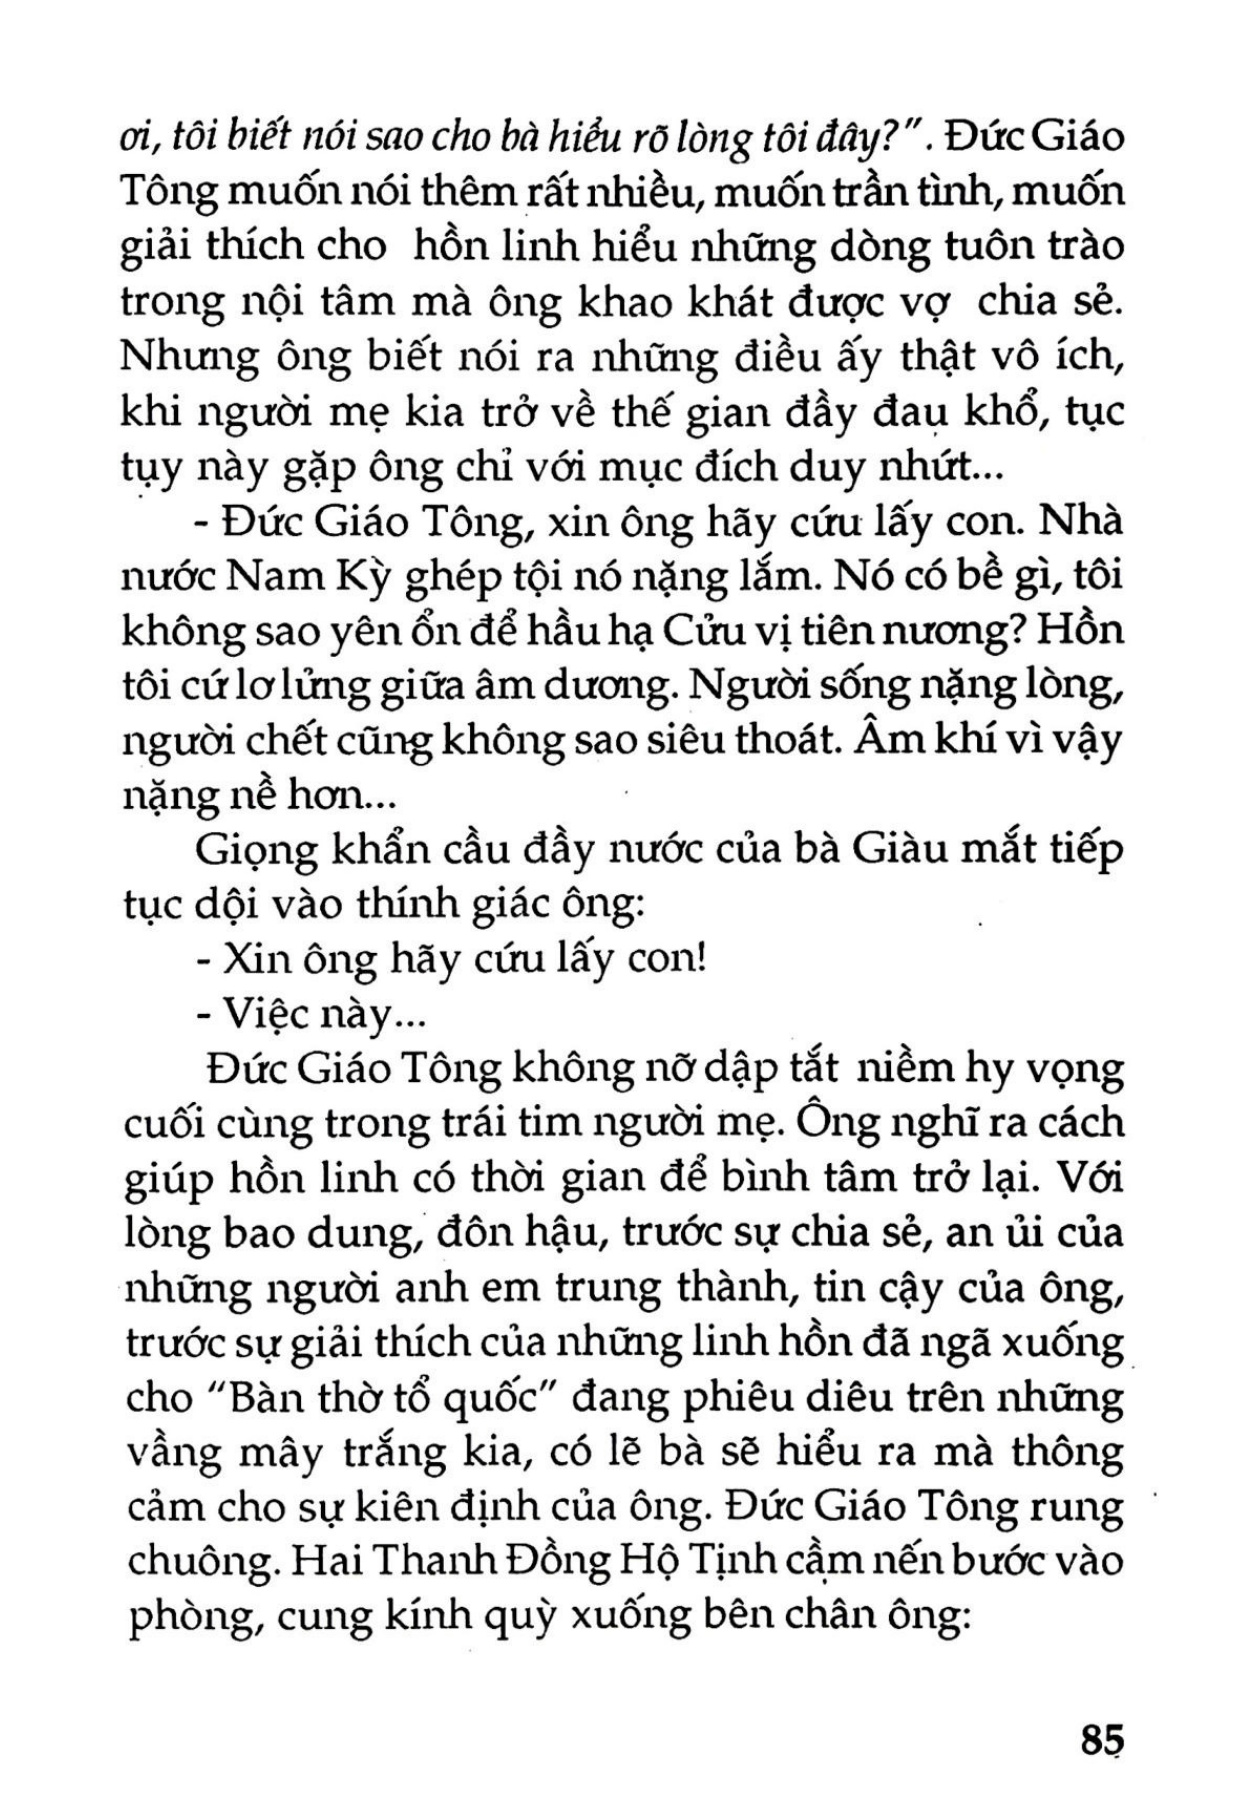 ơi, tôi biết nói sao cho bà hiểu rõ lòng tôi đây?". Đức Giáo
Tông muốn nói thêm rất nhiều, muốn trần tình, muốn
giải thích cho hồn linh hiểu những dòng tuôn trào
trong nội tâm mà ông khao khát được vợ chia sẻ.
Nhưng ông biết nói ra những điều ấy thật vô ích,
khi người mẹ kia trở về thế gian đầy đau khổ, tục
tụy này gặp ông chỉ với mục đích duy nhứt...
- Đức Giáo Tông, xin ông hãy cứu lấy con. Nhà
nước Nam Kỳ ghép tội nó nặng lắm. Nó có bề gì, tôi
không sao yên ổn để hầu hạ Cửu vị tiên nương? Hồn
tôi cứ lơ lửng giữa âm dương. Người sống nặng lòng,
người chết cũng không sao siêu thoát. Âm khí vì vậy
nặng nề hơn...
Giọng khẩn cầu đầy nước của bà Giàu mắt tiếp
tục dội vào thính giác ông:
- Xin ông hãy cứu lấy con!
- Việc này...
Đức Giáo Tông không nỡ dập tắt niềm hy vọng
cuối cùng trong trái tim người mẹ. Ông nghĩ ra cách
giúp hồn linh có thời gian để bình tâm trở lại. Với
lòng bao dung, đôn hậu, trước sự chia sẻ, an ủi của
những người anh em trung thành, tin cậy của ông,
trước sự giải thích của những linh hồn đã ngã xuống
cho "Bàn thờ tổ quốc" đang phiêu diêu trên những
vầng mây trắng kia, có lẽ bà sẽ hiểu ra mà thông
cảm cho sự kiên định của ông. Đức Giáo Tông rung
chuông. Hai Thanh Đồng Hộ Tịnh cầm nến bước vào
phòng, cung kính quỳ xuống bên chân ông:
85